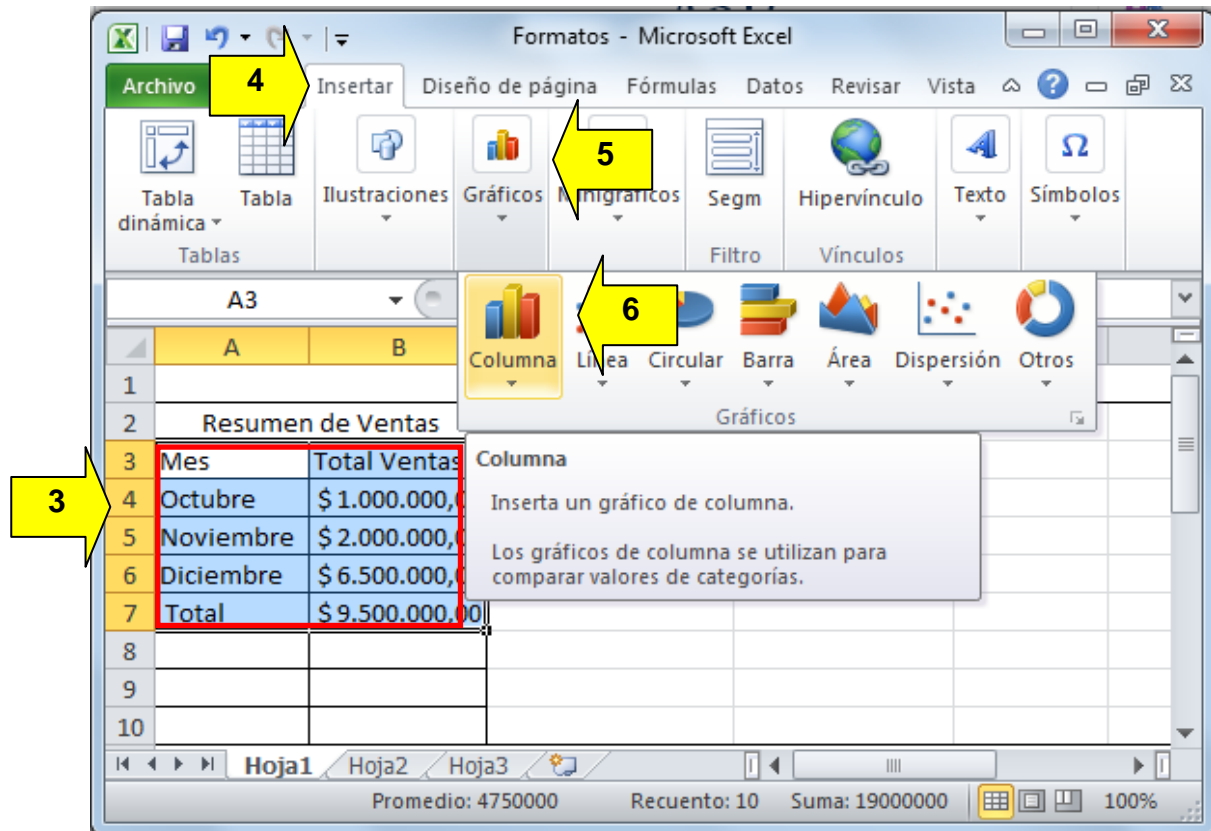 Formatos - Microsoft Excel
Archivo 4 Insertar Diseño de página Fórmulas Datos Revisar Vista
5
Tabla dinámica
Tabla
Ilustraciones
Gráficos
Segm
Hipervínculo
Texto
Símbolos
Tablas
Filtro
Vínculos
A3
6
Columna
Circular
Barra
Área
Dispersión
Otros
Gráficos
A B
1
2 Resumen de Ventas
3 Mes Total Ventas
3
4 Octubre $ 1.000.000,
5 Noviembre $ 2.000.000,
6 Diciembre $ 6.500.000,
7 Total $ 9.500.000,00
8
9
10
Columna
Inserta un gráfico de columna.
Los gráficos de columna se utilizan para
comparar valores de categorías.
Hoja1 Hoja2 Hoja3
Promedio: 4750000 Recuento: 10 Suma: 19000000 100%